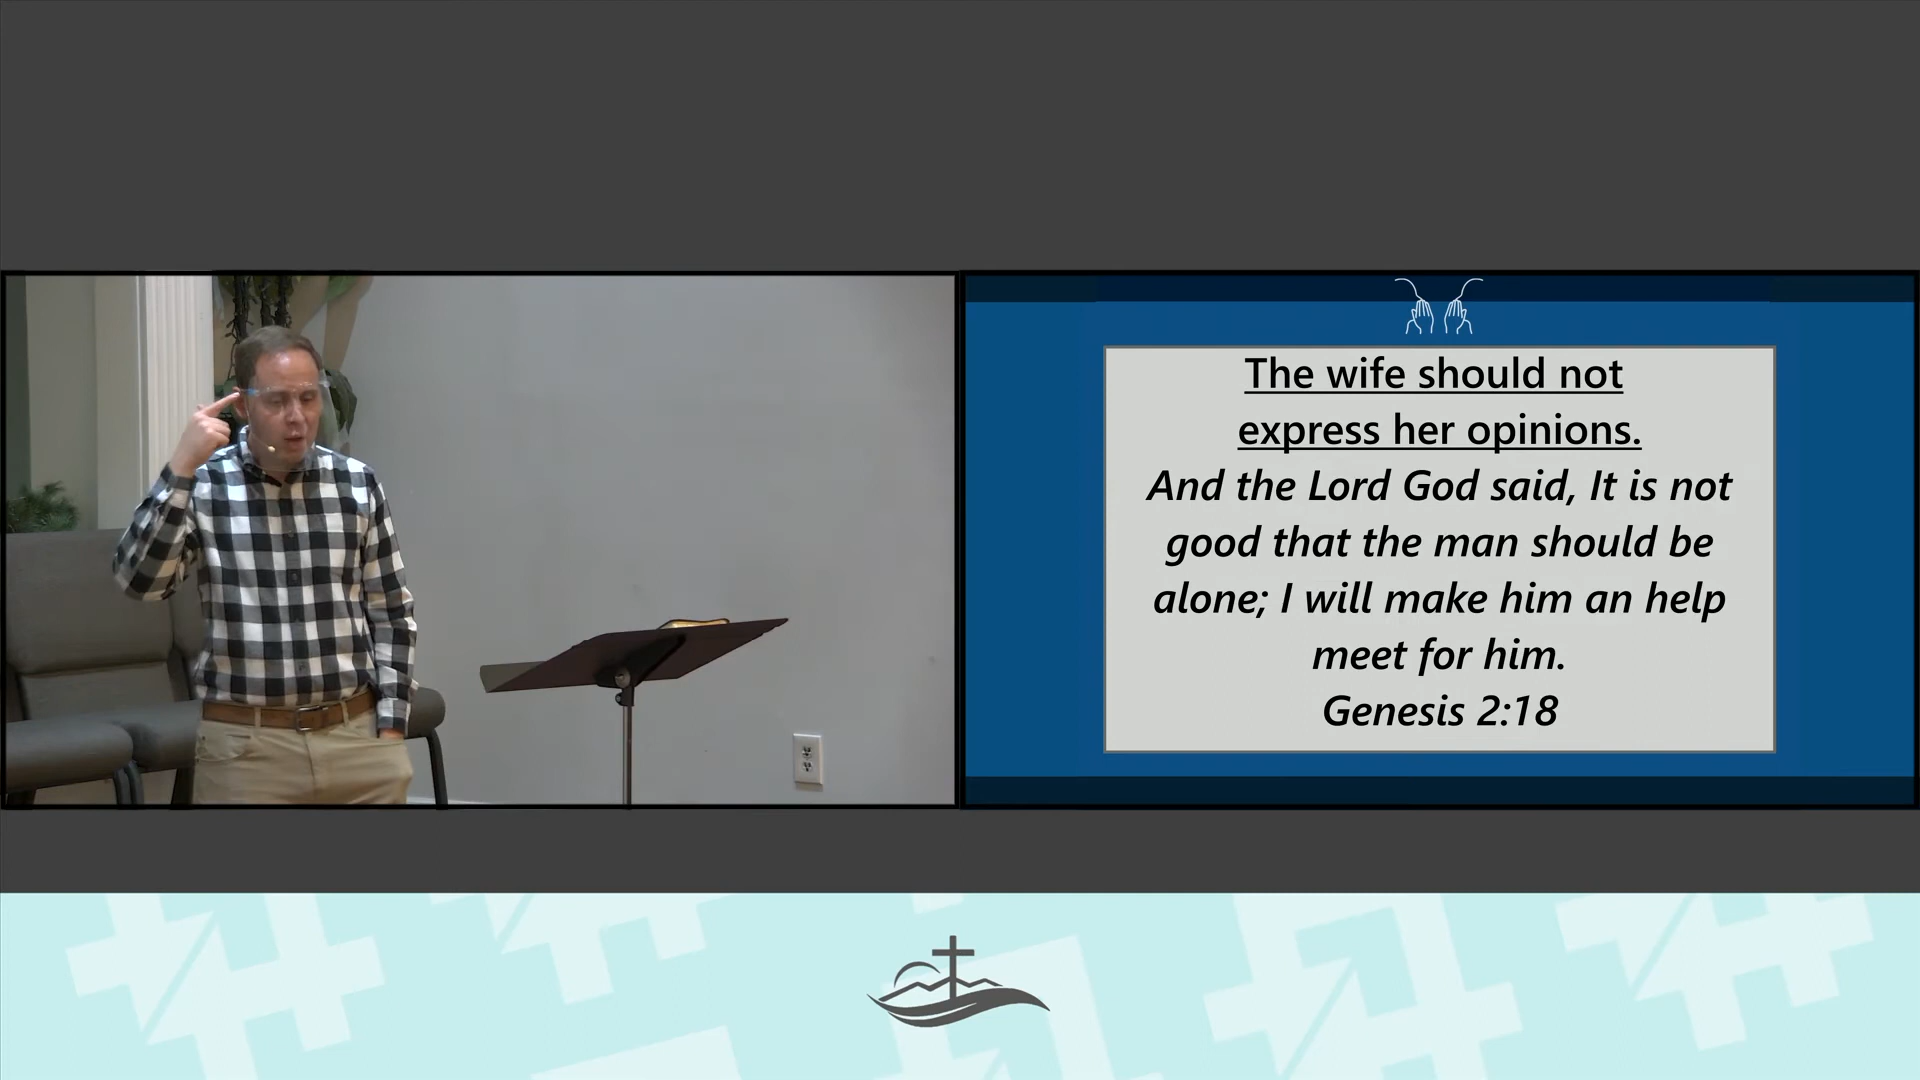 The wife should not
express her opinions.
And the Lord God said, It is not
good that the man should be
alone; I will make him an help
meet for him.
Genesis 2:18